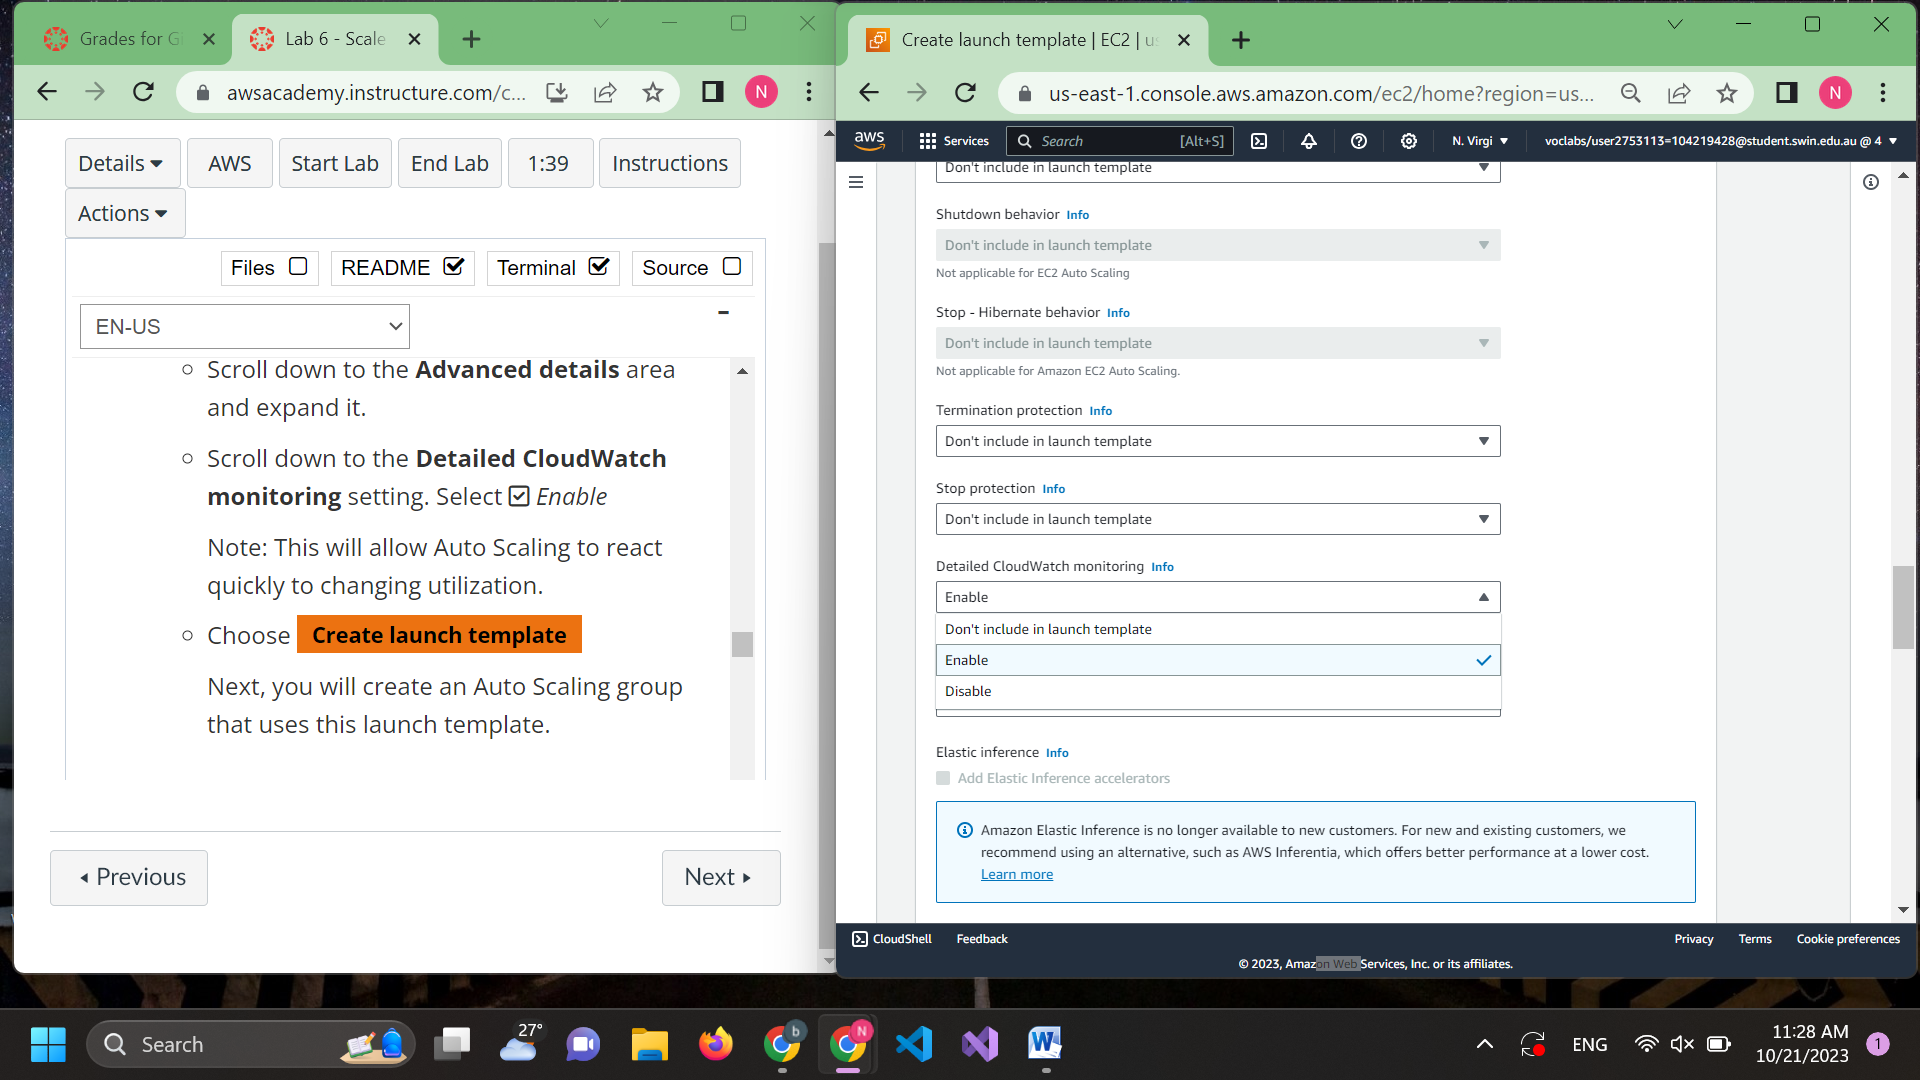 Grades for Gi
Lab 6 - Scale
awsacademy.instructure.com/c...
N
Details
AWS
Start Lab
End Lab
1:39
Instructions
Actions
Files
README
Terminal
Source
EN-US
Scroll down to the Advanced details area
and expand it.
Scroll down to the Detailed CloudWatch
monitoring setting. Select Enable
Note: This will allow Auto Scaling to react
quickly to changing utilization.
Choose Create launch template
Next, you will create an Auto Scaling group
that uses this launch template.
Previous
Next
Create launch template | EC2 | us
us-east-1.console.aws.amazon.com/ec2/home?region=us...
N
aws
Services
Search
[Alt+S]
N. Virgi
voclabs/user2753113=104219428@student.swin.edu.au @ 4
Don't include in launch template
Shutdown behavior Info
Don't include in launch template
Not applicable for EC2 Auto Scaling
Stop - Hibernate behavior Info
Don't include in launch template
Not applicable for Amazon EC2 Auto Scaling.
Termination protection Info
Don't include in launch template
Stop protection Info
Don't include in launch template
Detailed CloudWatch monitoring Info
Enable
Don't include in launch template
Enable
Disable
Elastic inference Info
Add Elastic Inference accelerators
Amazon Elastic Inference is no longer available to new customers. For new and existing customers, we
recommend using an alternative, such as AWS Inferentia, which offers better performance at a lower cost.
Learn more
CloudShell
Feedback
Privacy
Terms
Cookie preferences
© 2023, Amazon Web Services, Inc. or its affiliates.
Search
27°
b
N
W
ENG
11:28 AM
10/21/2023
1